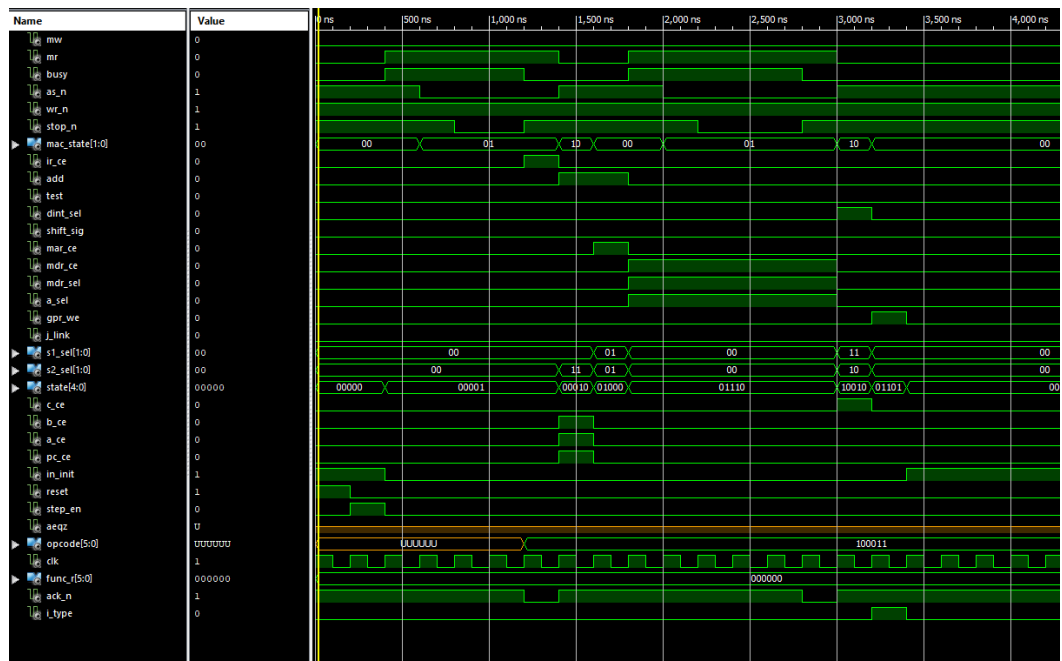 Name Value 0 ns 500 ns 1,000 ns 1,500 ns 2,000 ns 2,500 ns 3,000 ns 3,500 ns 4,000 ns
mw 0
mr 0
busy 0
as_n 1
wr_n 1
stop_n 1
mac_state[1:0] 00 00 01 10 00 01 10 00
ir_ce 0
add 0
test 0
dint_sel 0
shift_sig 0
mar_ce 0
mdr_ce 0
mdr_sel 0
a_sel 0
gpr_we 0
j_link 0
s1_sel[1:0] 00 00 01 00 11 00
s2_sel[1:0] 00 00 11 01 00 10 00
state[4:0] 00000 00000 00001 00010 01000 01110 10010 01101 00
c_ce 0
b_ce 0
a_ce 0
pc_ce 0
in_init 1
reset 1
step_en 0
aeqz U
opcode[5:0] UUUUUU UUUUUU 100011
clk 1
func_r[5:0] 000000 000000
ack_n 1
i_type 0